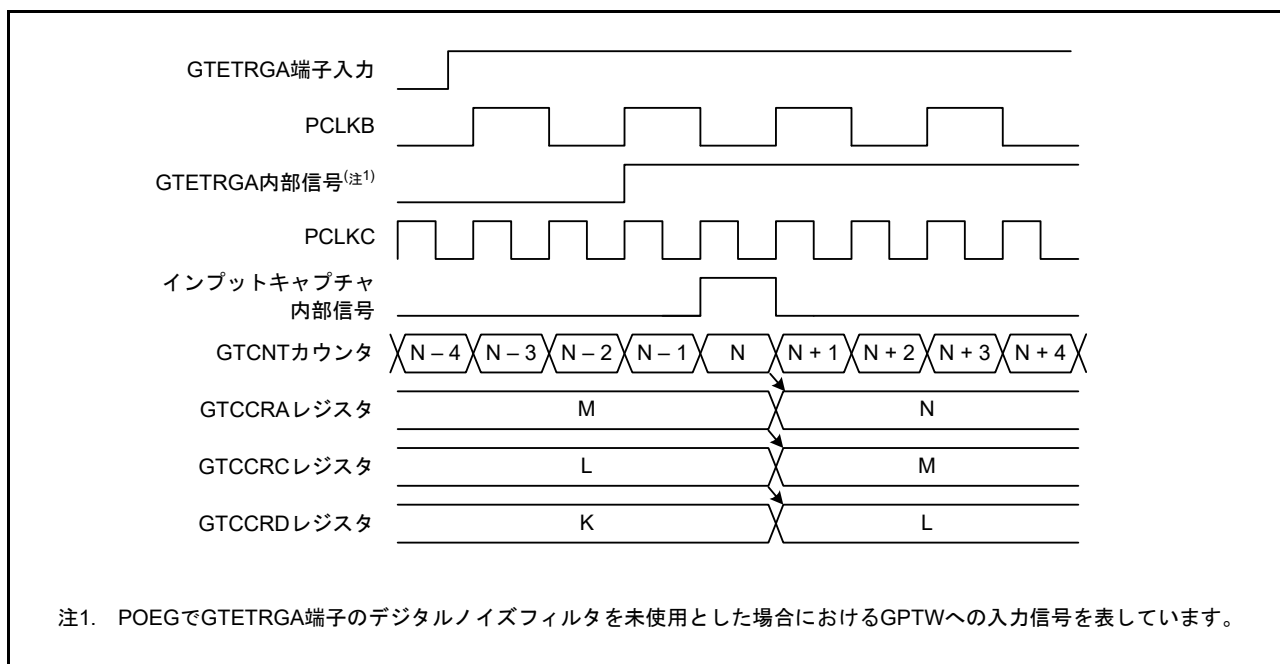 GTETRGA端子入力
PCLKB
GTETRGA内部信号(注1)
PCLKC
インプットキャプチャ
内部信号
GTCNTカウンタ N – 4 N – 3 N – 2 N – 1 N N + 1 N + 2 N + 3 N + 4
GTCCRAレジスタ M N
GTCCRCレジスタ L M
GTCCRDレジスタ K L
注1. POEGでGTETRGA端子のデジタルノイズフィルタを未使用とした場合におけるGPTWへの入力信号を表しています。